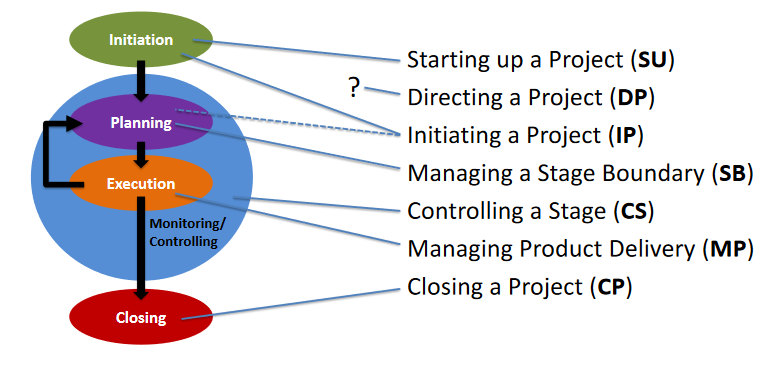 Initiation
Starting up a Project (SU)
?
Directing a Project (DP)
Planning
Initiating a Project (IP)
Managing a Stage Boundary (SB)
Execution
Controlling a Stage (CS)
Monitoring/
Controlling
Managing Product Delivery (MP)
Closing a Project (CP)
Closing